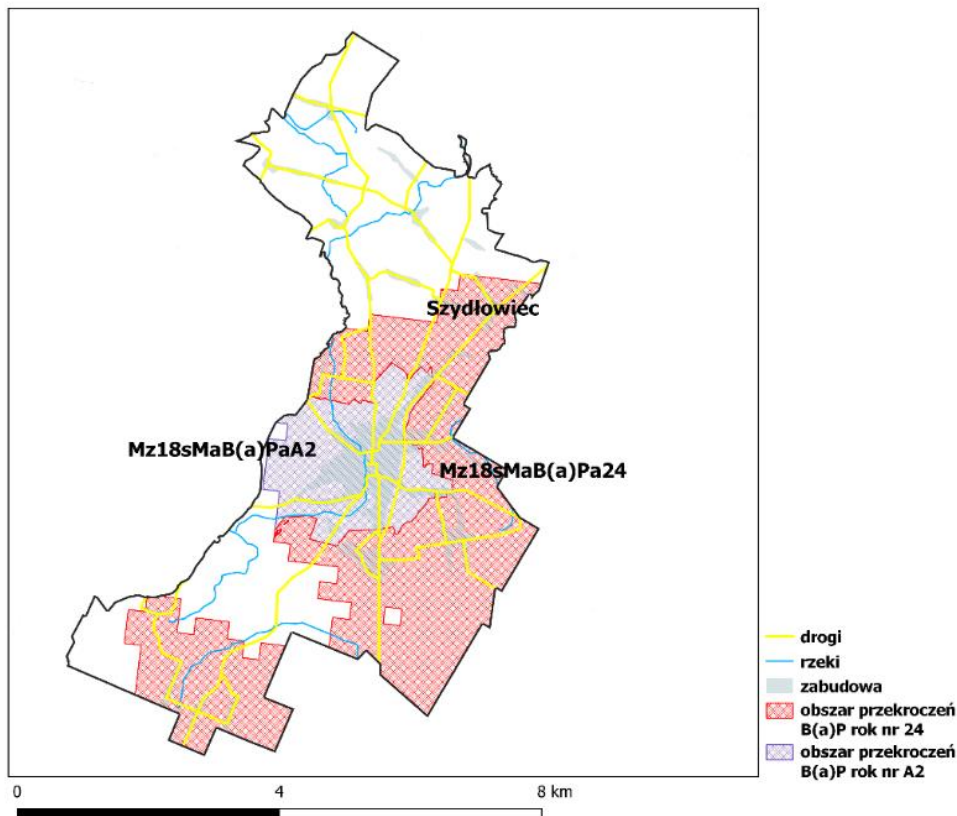 Szydłowiec
Mz18sMaB(a)PaA2
Mz18sMaB(a)Pa24
drogi
rzeki
zabudowa
obszar przekroczeń
B(a)P rok nr 24
obszar przekroczeń
B(a)P rok nr A2
0 4 8 km